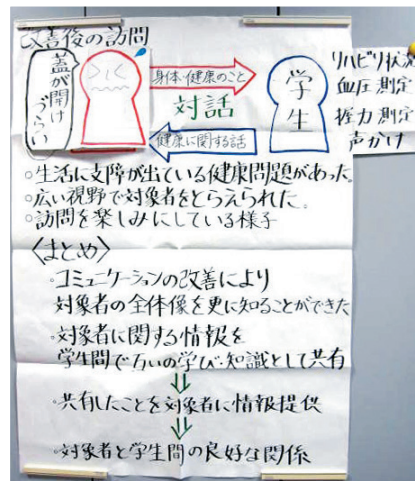 改善後の訪問
蓋が開け
づらい
身体・健康のこと
対話
健康に関する話
学生
リハビリ状況
血圧測定
握力測定
声かけ
○生活に支障が出ている健康問題があった。
○広い視野で対象者をとらえられた。
○訪問を楽しみにしている様子
〈まとめ〉
・コミュニケーションの改善により
対象者の全体像を更に知ることができた
・対象者に関する情報を
学生間で互いの学び・知識として共有
・共有したことを対象者に情報提供
・対象者と学生間の良好な関係